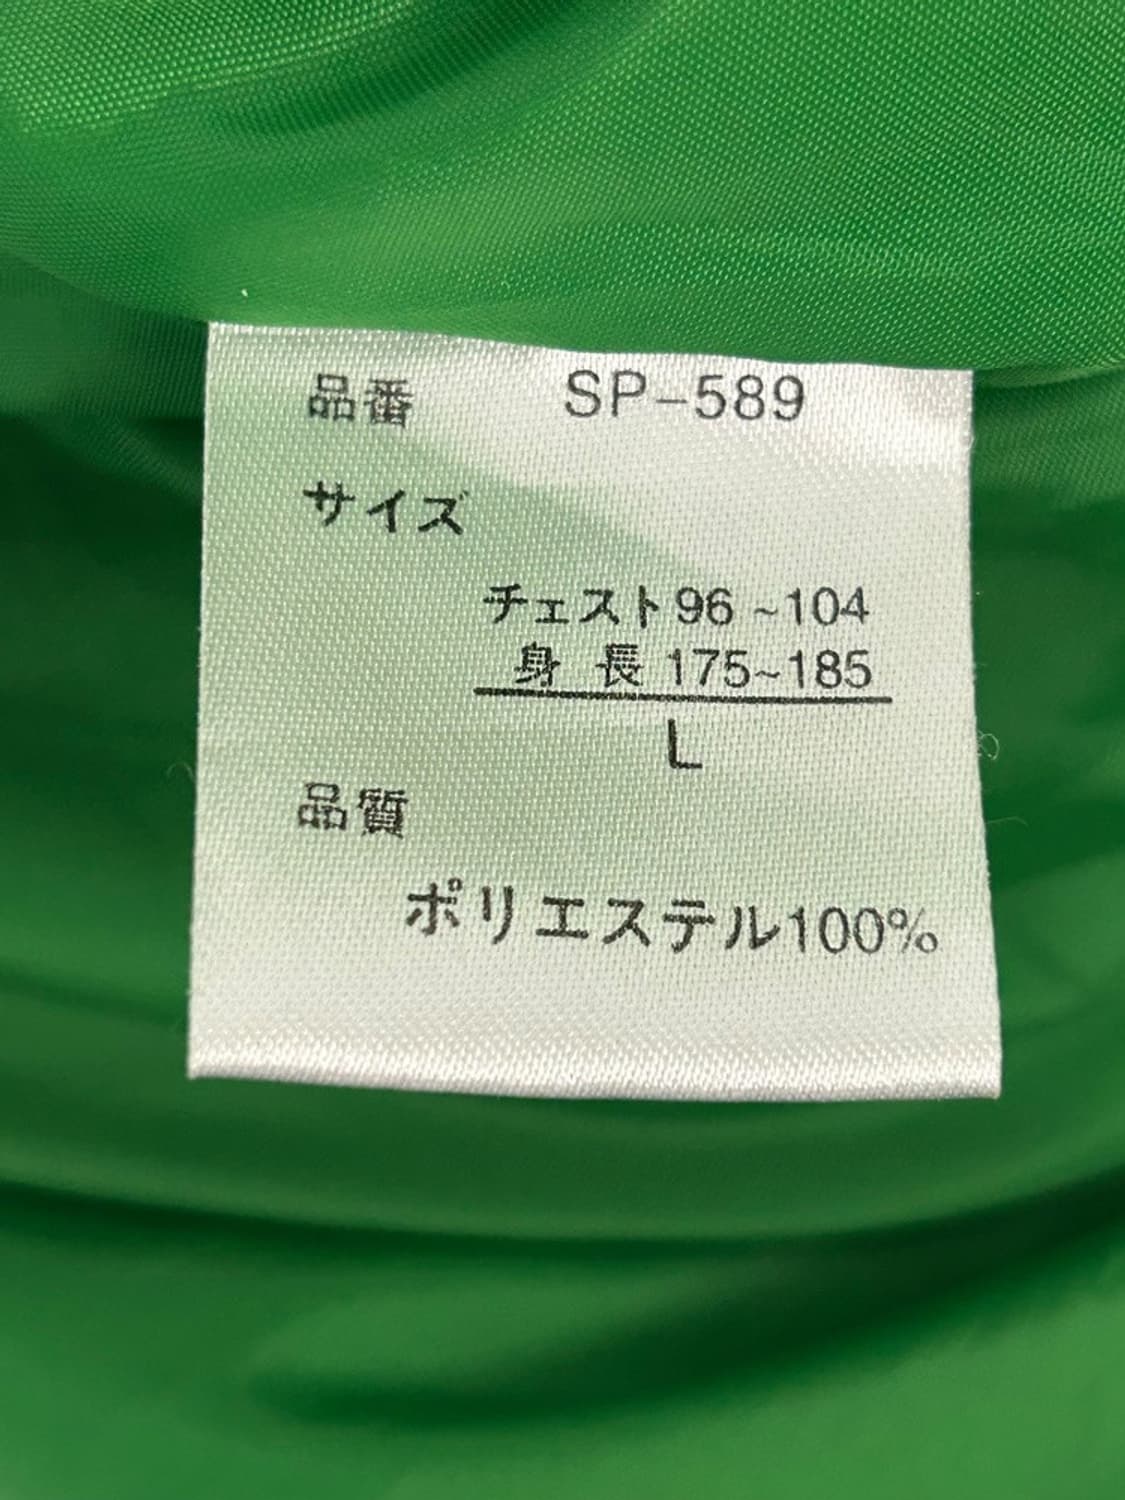 品番 SP-589
サイズ
チェスト96 ~104
身 長 175~185
L
品質
ポリエステル100%